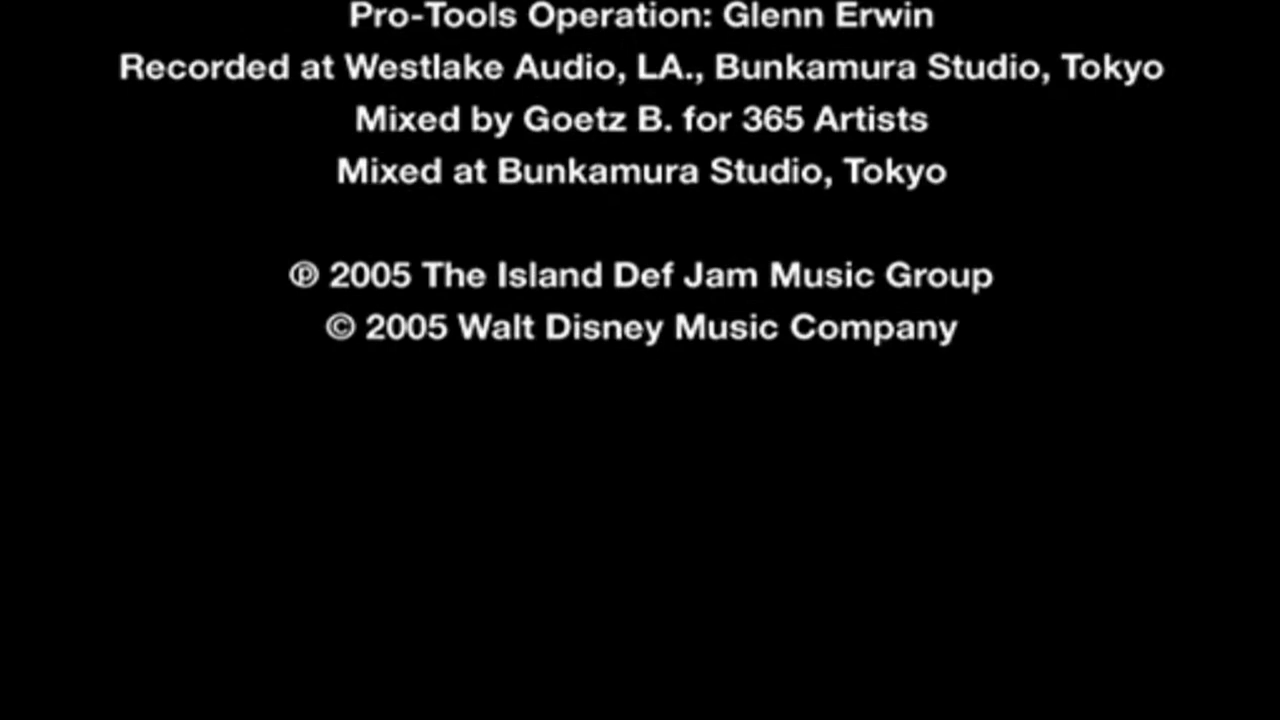 Pro-Tools Operation: Glenn Erwin
Recorded at Westlake Audio, LA., Bunkamura Studio, Tokyo
Mixed by Goetz B. for 365 Artists
Mixed at Bunkamura Studio, Tokyo
℗ 2005 The Island Def Jam Music Group
© 2005 Walt Disney Music Company